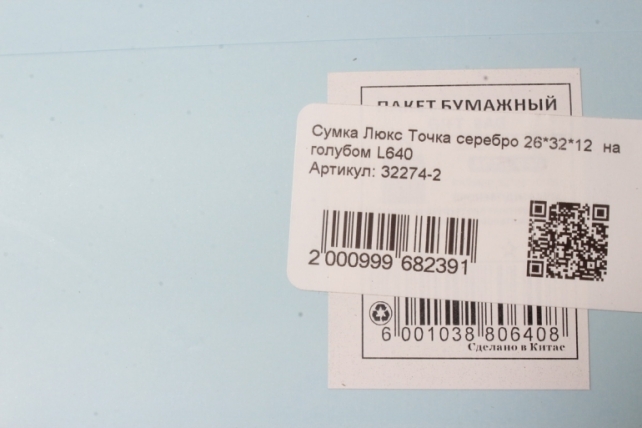 ПАКЕТ БУМАЖНЫЙ
Сумка Люкс Точка серебро 26*32*12 на
голубом L640
Артикул: 32274-2
2 000999 682391
6 001038 806408
Сделано в Китае